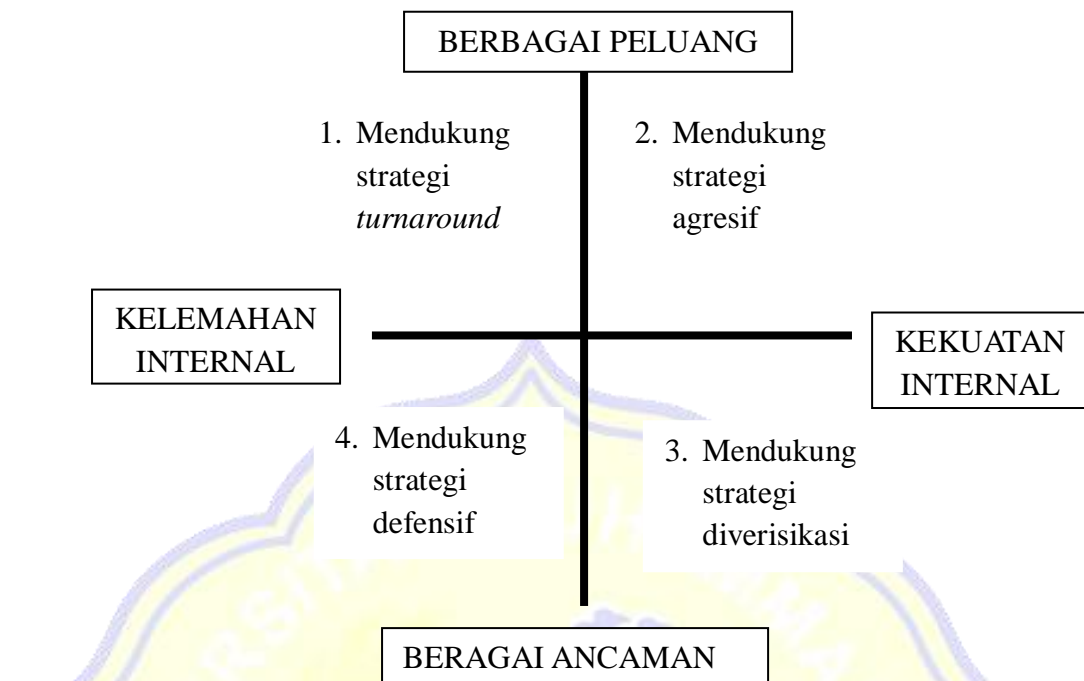 BERBAGAI PELUANG
1. Mendukung
strategi
turnaround
2. Mendukung
strategi
agresif
KELEMAHAN
INTERNAL
KEKUATAN
INTERNAL
4. Mendukung
strategi
defensif
3. Mendukung
strategi
diverisikasi
BERAGAI ANCAMAN